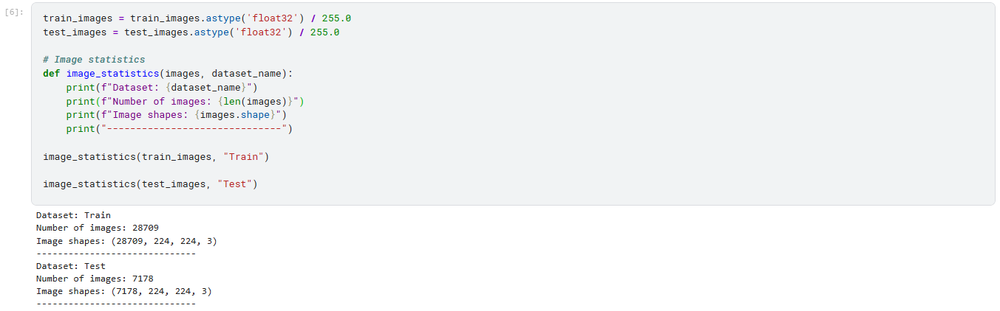 [6]:
train_images = train_images.astype('float32') / 255.0
test_images = test_images.astype('float32') / 255.0
# Image statistics
def image_statistics(images, dataset_name):
    print(f"Dataset: {dataset_name}")
    print(f"Number of images: {len(images)}")
    print(f"Image shapes: {images.shape}")
    print("------------------------------")
image_statistics(train_images, "Train")
image_statistics(test_images, "Test")
Dataset: Train
Number of images: 28709
Image shapes: (28709, 224, 224, 3)
------------------------------
Dataset: Test
Number of images: 7178
Image shapes: (7178, 224, 224, 3)
------------------------------